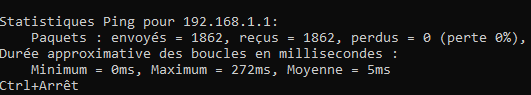 Statistiques Ping pour 192.168.1.1:
Paquets : envoyés = 1862, reçus = 1862, perdus = 0 (perte 0%),
Durée approximative des boucles en millisecondes :
Minimum = 0ms, Maximum = 272ms, Moyenne = 5ms
Ctrl+Arrêt